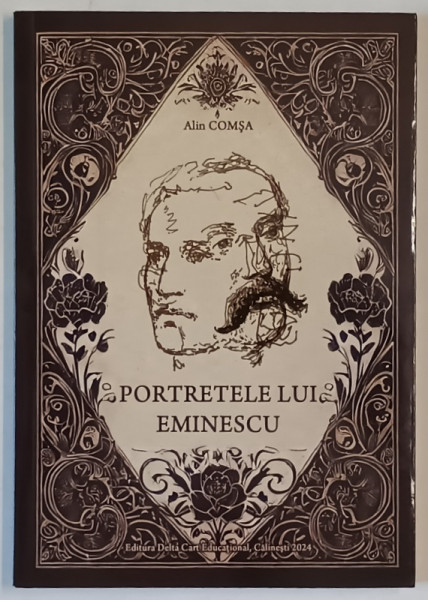 Alin COMȘA
PORTRETELE LUI
EMINESCU
Editura Delta Cart Educațional, Călinești 2024